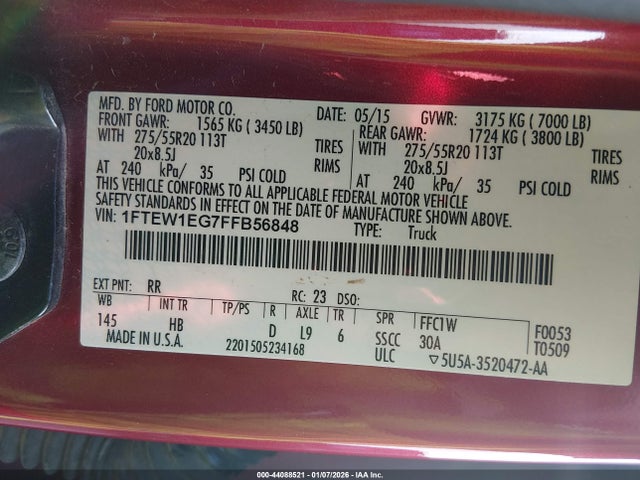 MFD. BY FORD MOTOR CO.
DATE: 05/15 GVWR: 3175 KG ( 7000 LB)
FRONT GAWR: 1565 KG ( 3450 LB) REAR GAWR: 1724 KG ( 3800 LB)
WITH 275/55R20 113T TIRES WITH 275/55R20 113T TIRES
20x8.5J RIMS 20x8.5J RIMS
AT 240 kPa/ 35 PSI COLD AT 240 kPa/ 35 PSI COLD
THIS VEHICLE CONFORMS TO ALL APPLICABLE FEDERAL MOTOR VEHICLE
SAFETY STANDARDS IN EFFECT ON THE DATE OF MANUFACTURE SHOWN ABOVE.
VIN: 1FTEW1EG7FFB56848 TYPE: Truck
EXT PNT: RR RC: 23 DSO:
WB INT TR TP/PS R AXLE TR SPR FFC1W F0053
145 HB D L9 6 SSCC 30A T0509
MADE IN U.S.A. 2201505234168 ULC ▽5U5A-3520472-AA
000-44088521 - 01/07/2026 - IAA Inc.